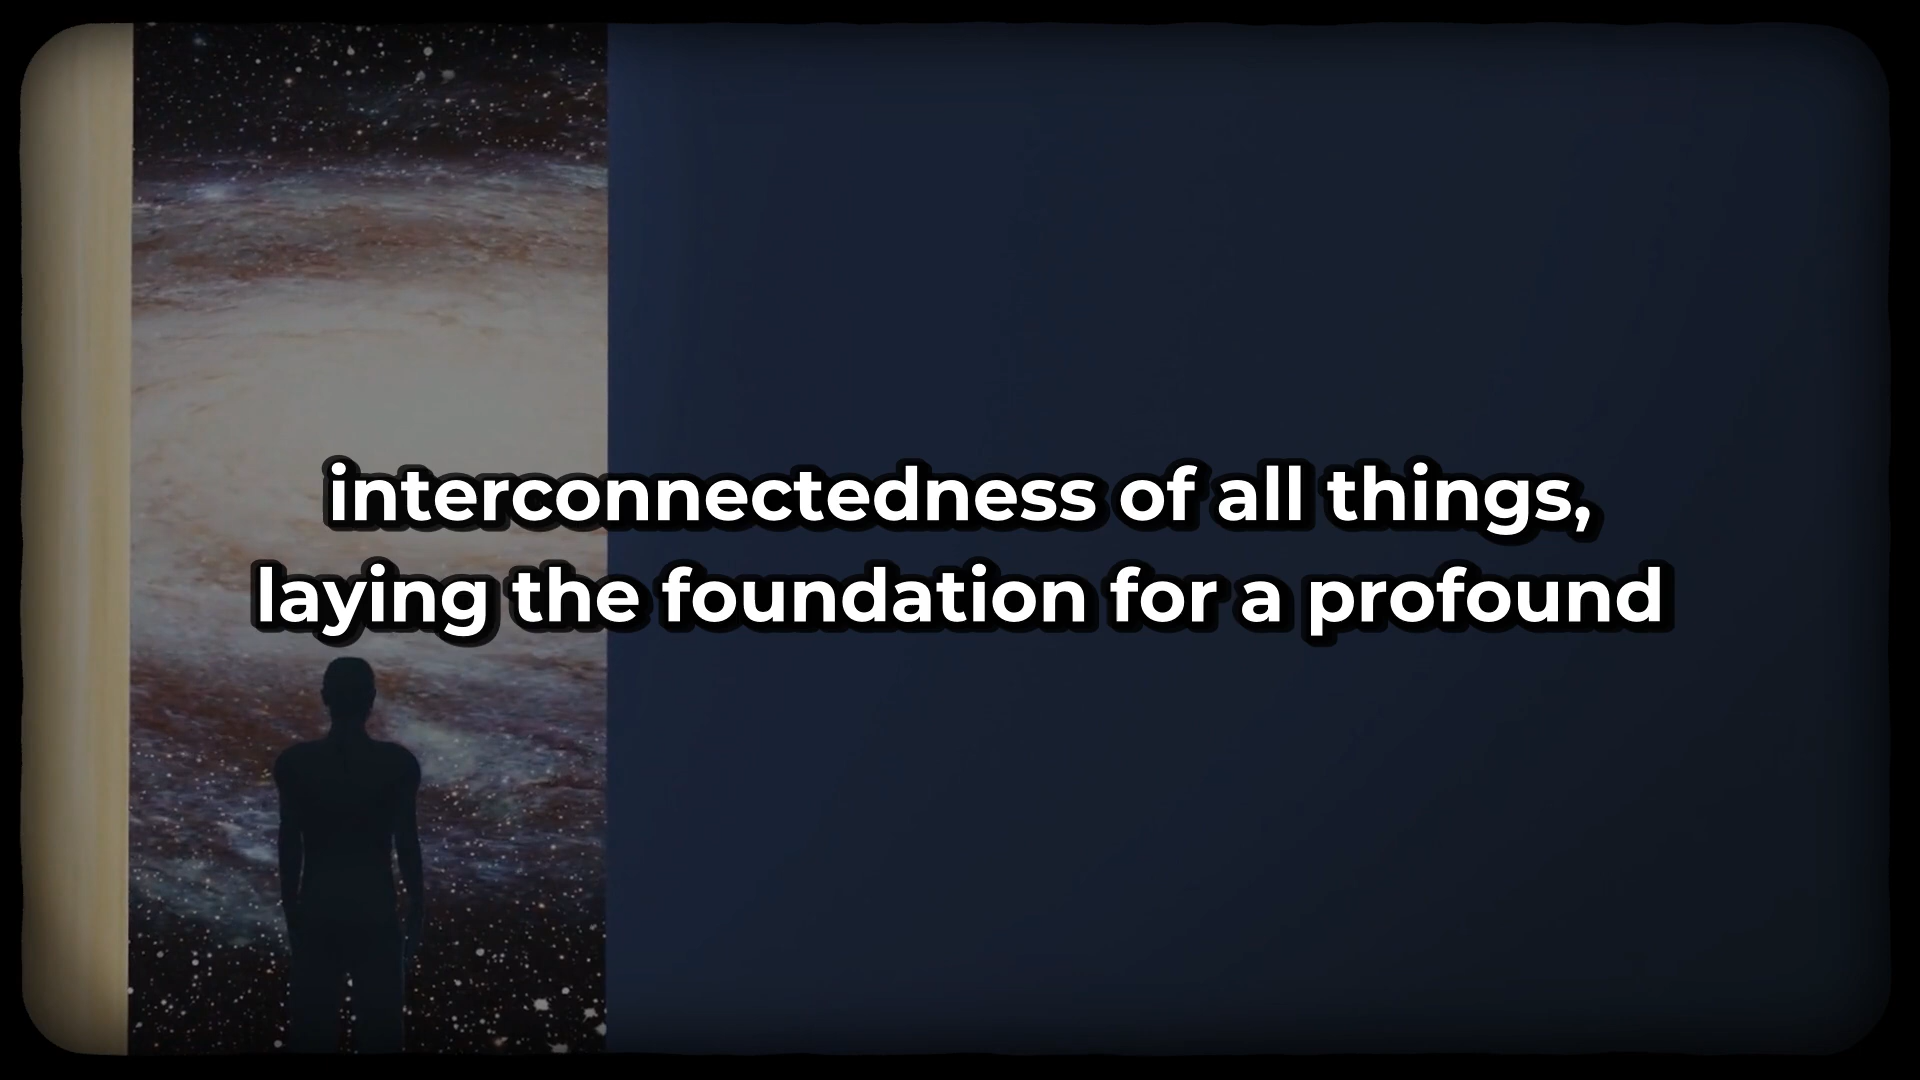 interconnectedness of all things,
laying the foundation for a profound